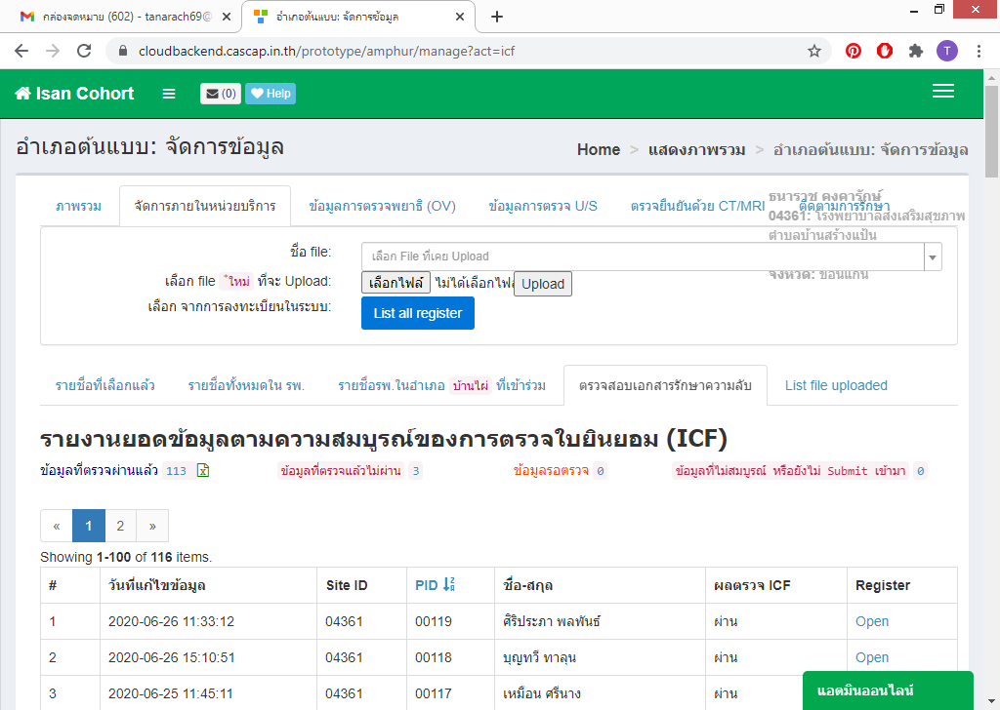 กล่องจดหมาย (602) - tanarach69@
อำเภอต้นแบบ: จัดการข้อมูล
cloudbackend.cascap.in.th/prototype/amphur/manage?act=icf
T
Isan Cohort
(0)
Help
อำเภอต้นแบบ: จัดการข้อมูล
Home > แสดงภาพรวม > อำเภอต้นแบบ: จัดการข้อมูล
ภาพรวม
จัดการภายในหน่วยบริการ
ข้อมูลการตรวจพยาธิ (OV)
ข้อมูลการตรวจ U/S
ตรวจยืนยันด้วย CT/MRI
ติดตามการรักษา
ธนาราช คงคารักษ์
04361: โรงพยาบาลส่งเสริมสุขภาพ
ตำบลบ้านสร้างแป้น
จังหวัด: ขอนแก่น
ชื่อ file:
เลือก File ที่เคย Upload
เลือก file *ใหม่ ที่จะ Upload:
เลือกไฟล์ ไม่ได้เลือกไฟล์
Upload
เลือก จากการลงทะเบียนในระบบ:
List all register
รายชื่อที่เลือกแล้ว
รายชื่อทั้งหมดใน รพ.
รายชื่อรพ.ในอำเภอ บ้านไผ่ ที่เข้าร่วม
ตรวจสอบเอกสารรักษาความลับ
List file uploaded
รายงานยอดข้อมูลตามความสมบูรณ์ของการตรวจใบยินยอม (ICF)
ข้อมูลที่ตรวจผ่านแล้ว 113
ข้อมูลที่ตรวจแล้วไม่ผ่าน 3
ข้อมูลรอตรวจ 0
ข้อมูลที่ไม่สมบูรณ์ หรือยังไม่ Submit เข้ามา 0
« 1 2 »
Showing 1-100 of 116 items.
# วันที่แก้ไขข้อมูล Site ID PID ชื่อ-สกุล ผลตรวจ ICF Register
1 2020-06-26 11:33:12 04361 00119 ศิริประภา พลพันธ์ ผ่าน Open
2 2020-06-26 15:10:51 04361 00118 บุญทวี ทาลุน ผ่าน Open
3 2020-06-25 11:45:11 04361 00117 เหมือน ศรีนาง ผ่าน
แอดมินออนไลน์